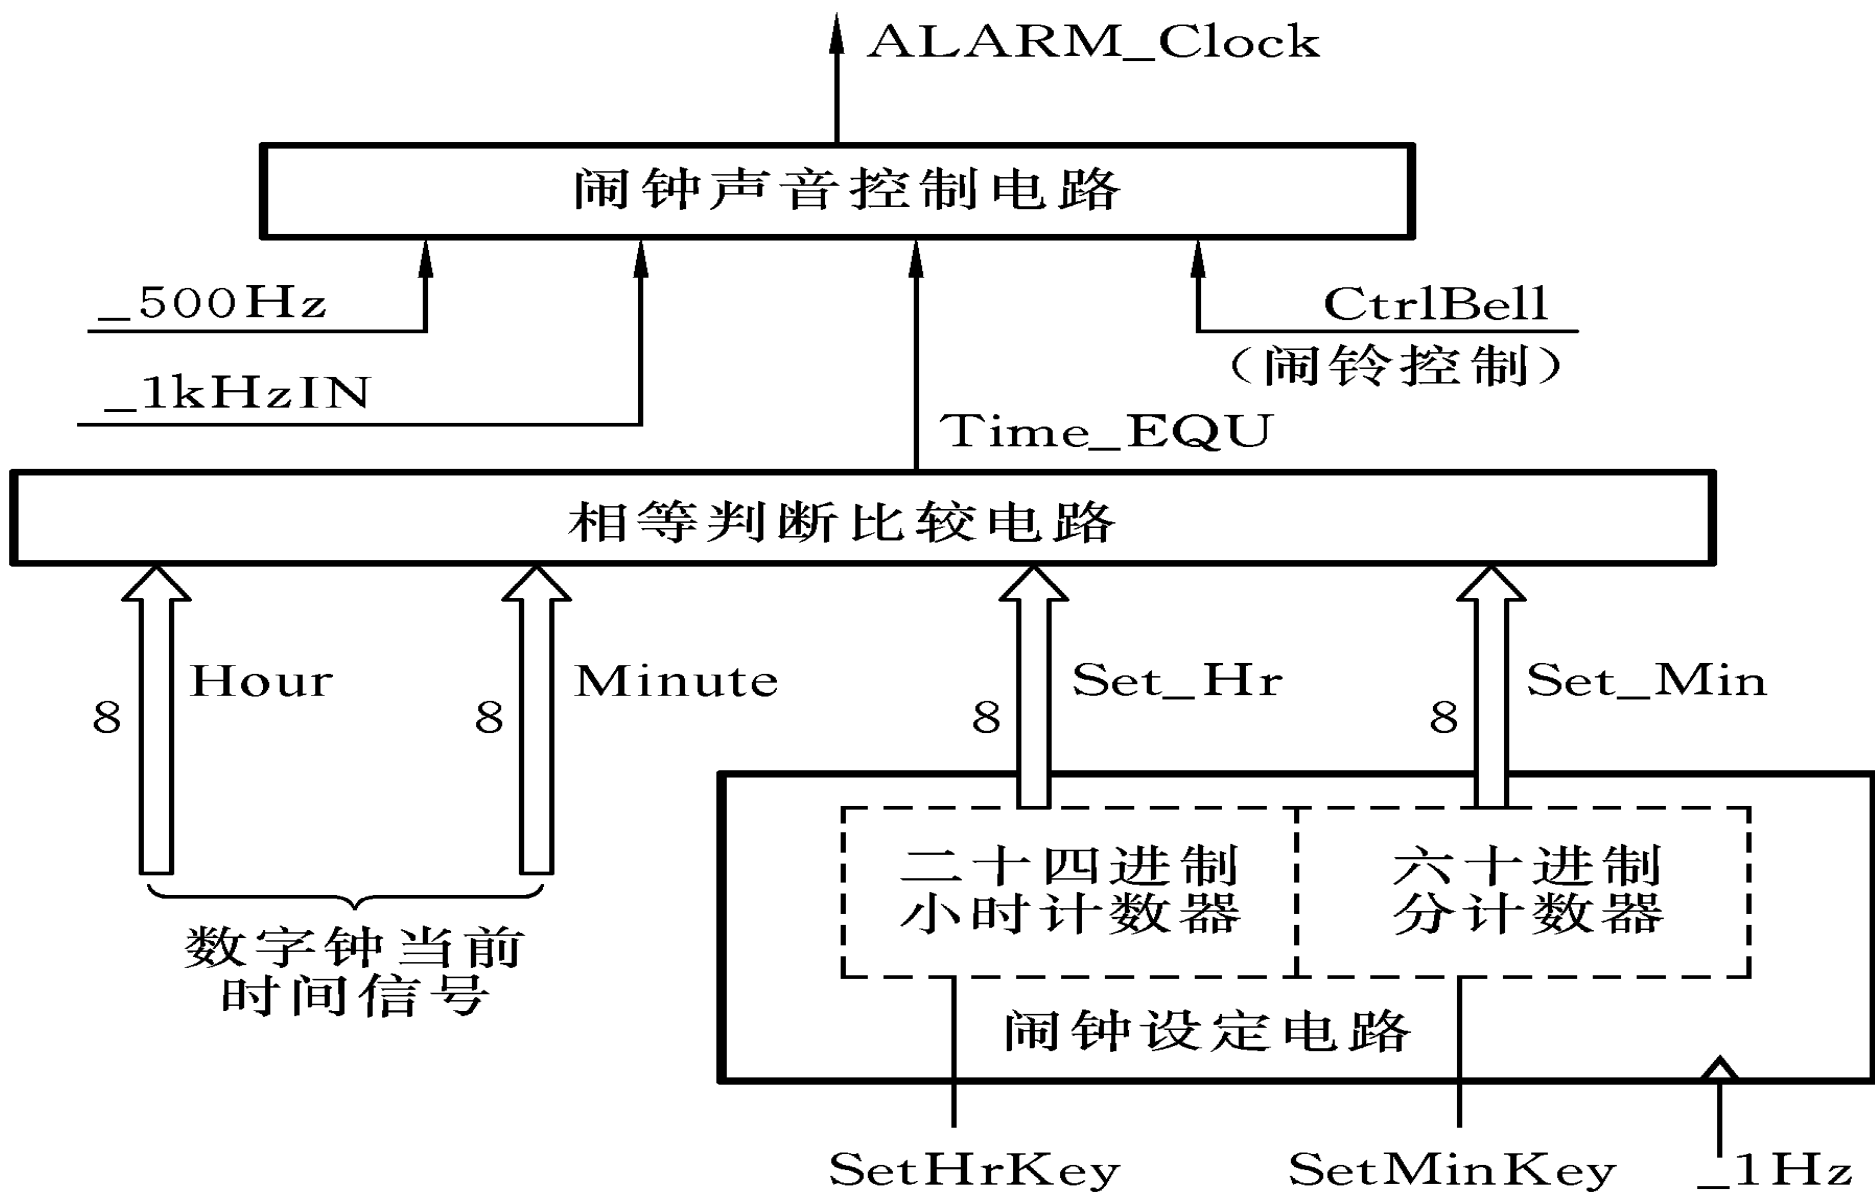 ALARM_Clock
闹钟声音控制电路
_500Hz
CtrlBell
(闹铃控制)
_1kHzIN
Time_EQU
相等判断比较电路
Hour
Minute
Set_Hr
Set_Min
8
8
8
8
二十四进制
小时计数器
六十进制
分计数器
数字钟当前
时间信号
闹钟设定电路
SetHrKey
SetMinKey
_1Hz